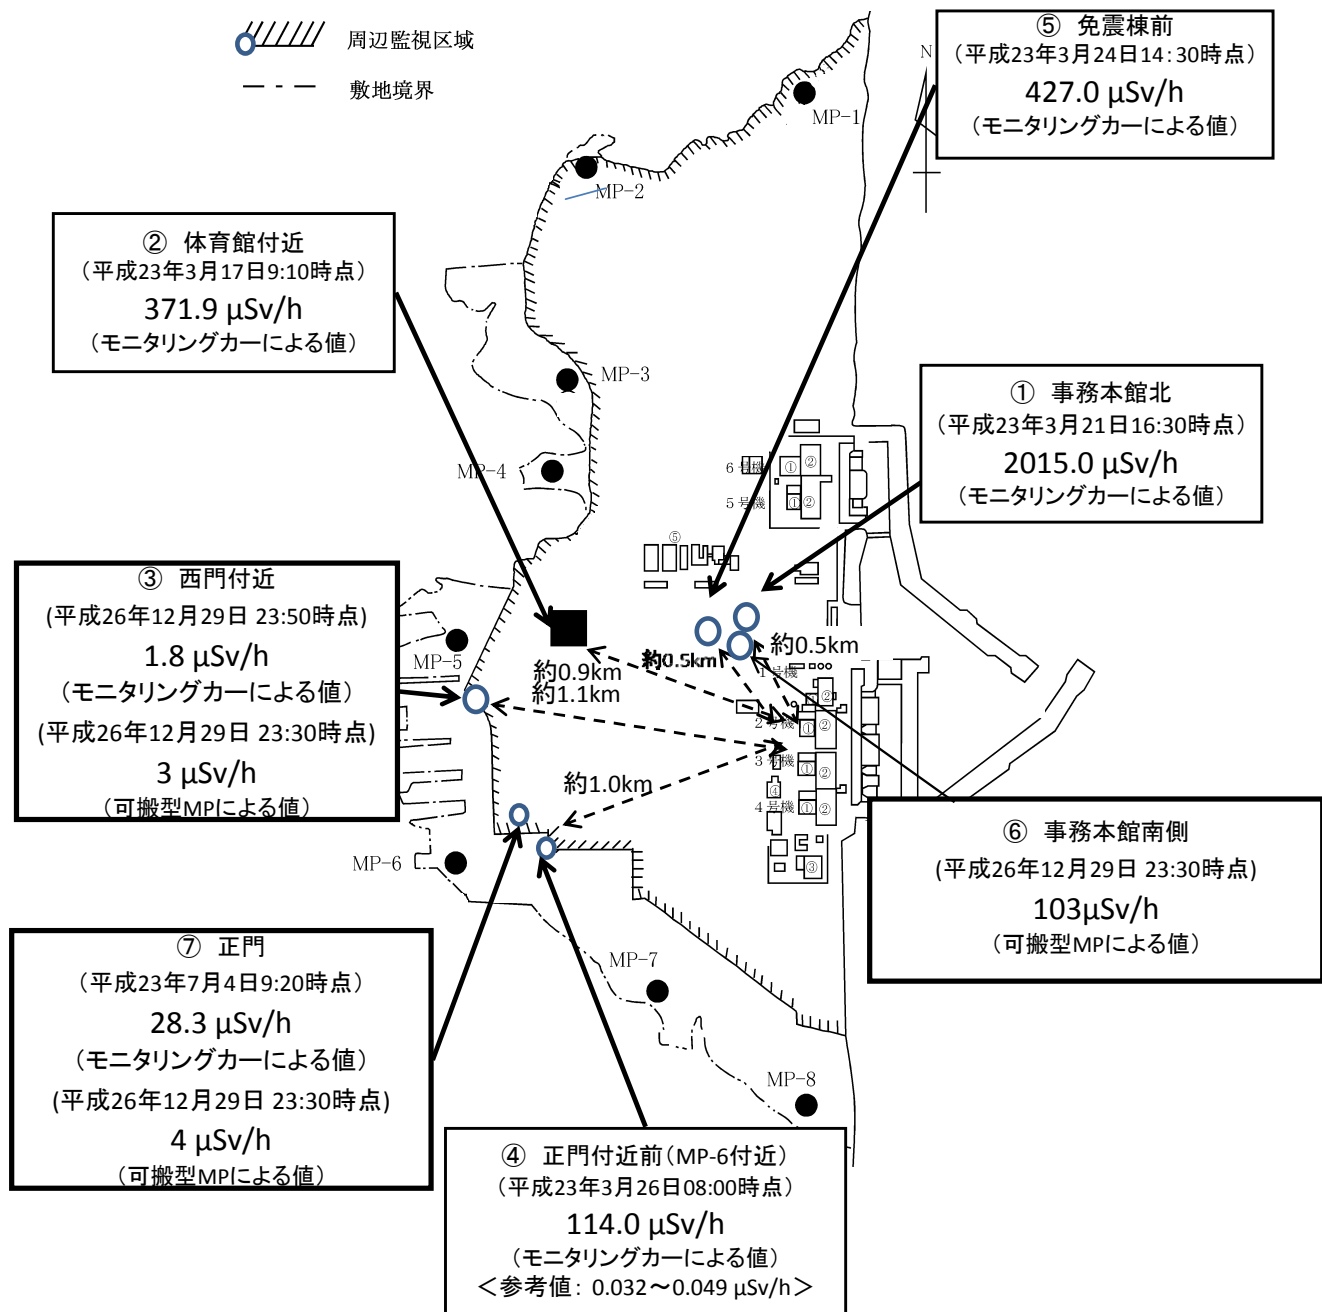 周辺監視区域
敷地境界
⑤ 免震棟前
（平成23年3月24日14：30時点）
427.0 μSv/h
（モニタリングカーによる値）
N
MP-1
MP-2
② 体育館付近
（平成23年3月17日9:10時点）
371.9 μSv/h
（モニタリングカーによる値）
MP-3
① 事務本館北
（平成23年3月21日16:30時点）
2015.0 μSv/h
（モニタリングカーによる値）
MP-4
6号機
① ②
5号機
① ②
⑤
③ 西門付近
(平成26年12月29日 23:50時点)
1.8 μSv/h
（モニタリングカーによる値）
(平成26年12月29日 23:30時点)
3 μSv/h
（可搬型MPによる値）
MP-5
約0.9km
約1.1km
約0.5km
約0.5km
1号機
②
2号機
① ②
3号機
① ②
④
4号機
① ②
③
約1.0km
MP-6
⑥ 事務本館南側
(平成26年12月29日 23:30時点)
103μSv/h
（可搬型MPによる値）
⑦ 正門
（平成23年7月4日9:20時点）
28.3 μSv/h
（モニタリングカーによる値）
(平成26年12月29日 23:30時点)
4 μSv/h
（可搬型MPによる値）
MP-7
MP-8
④ 正門付近前（MP-6付近）
（平成23年3月26日08:00時点）
114.0 μSv/h
（モニタリングカーによる値）
＜参考値： 0.032～0.049 μSv/h＞